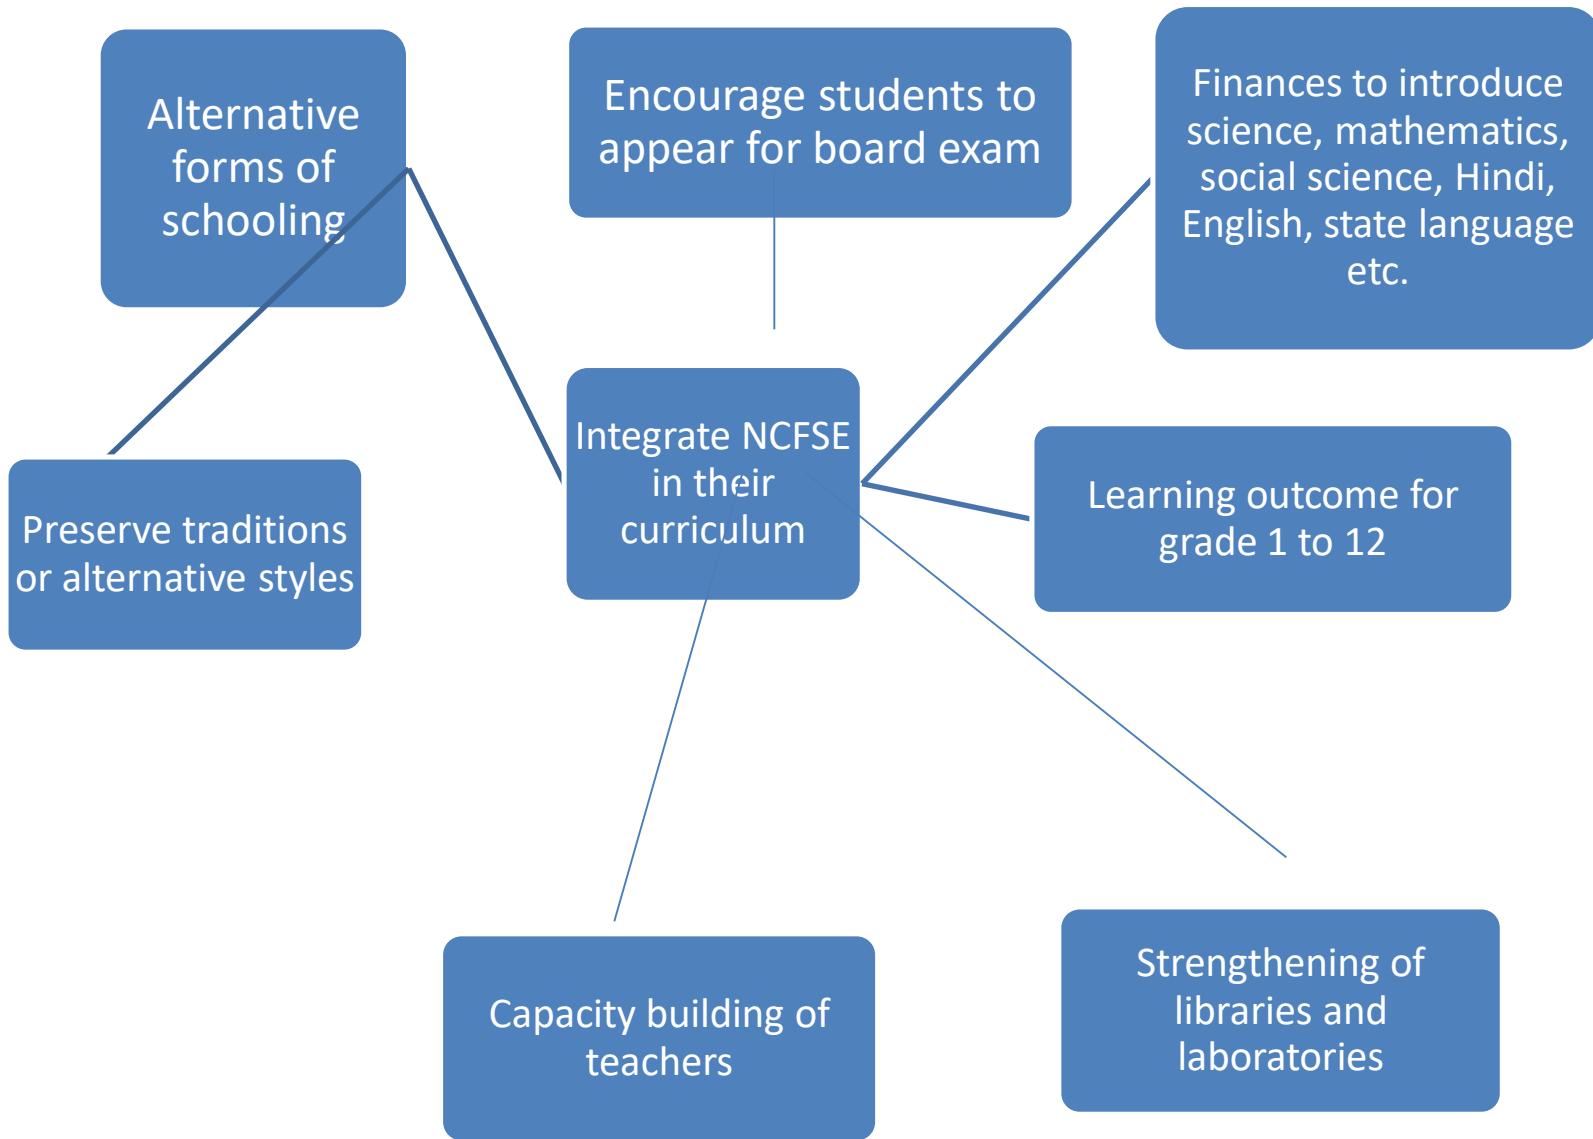 Alternative
forms of
schooling
Encourage students to
appear for board exam
Finances to introduce
science, mathematics,
social science, Hindi,
English, state language
etc.
Integrate NCFSE
in their
curriculum
Learning outcome for
grade 1 to 12
Preserve traditions
or alternative styles
Capacity building of
teachers
Strengthening of
libraries and
laboratories